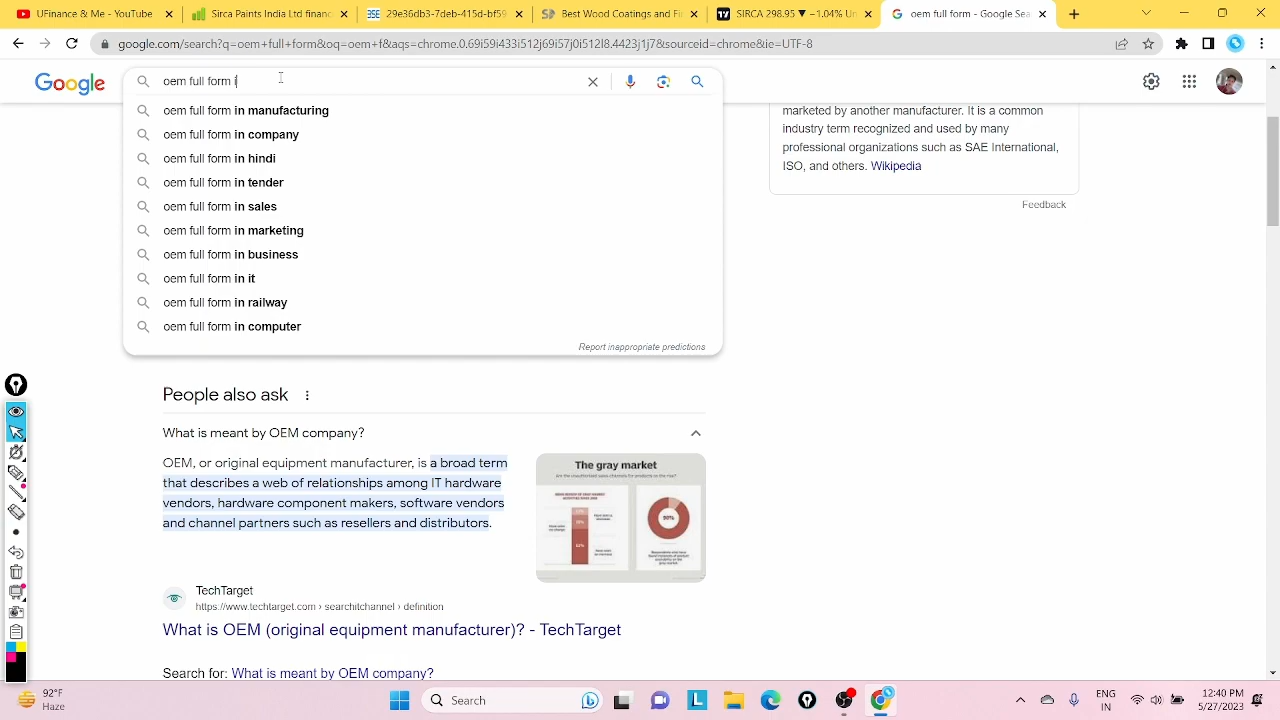 UFinance & Me - YouTube
Sirca Paints India Ltd financ
29e36db3-7ded-4f5d-bf59
Best Wood Coatings and Fi
SIRCA 298.95 ▼ −1.04% Un
oem full form - Google Sea
google.com/search?q=oem+full+form&oq=oem+f&aqs=chrome.0.69i59i433i512j69i57j0i512l8.4423j1j7&sourceid=chrome&ie=UTF-8
Google
oem full form i
oem full form in manufacturing
oem full form in company
oem full form in hindi
oem full form in tender
oem full form in sales
oem full form in marketing
oem full form in business
oem full form in it
oem full form in railway
oem full form in computer
Report inappropriate predictions
marketed by another manufacturer. It is a common
industry term recognized and used by many
professional organizations such as SAE International,
ISO, and others. Wikipedia
Feedback
People also ask
What is meant by OEM company?
OEM, or original equipment manufacturer, is a broad term
that describes a web of relationships among IT hardware
vendors, hardware component makers, software vendors
and channel partners such as resellers and distributors.
The gray market
90%
TechTarget
https://www.techtarget.com › searchitchannel › definition
What is OEM (original equipment manufacturer)? - TechTarget
Search for: What is meant by OEM company?
92°F
Haze
Search
ENG
IN
12:40 PM
5/27/2023